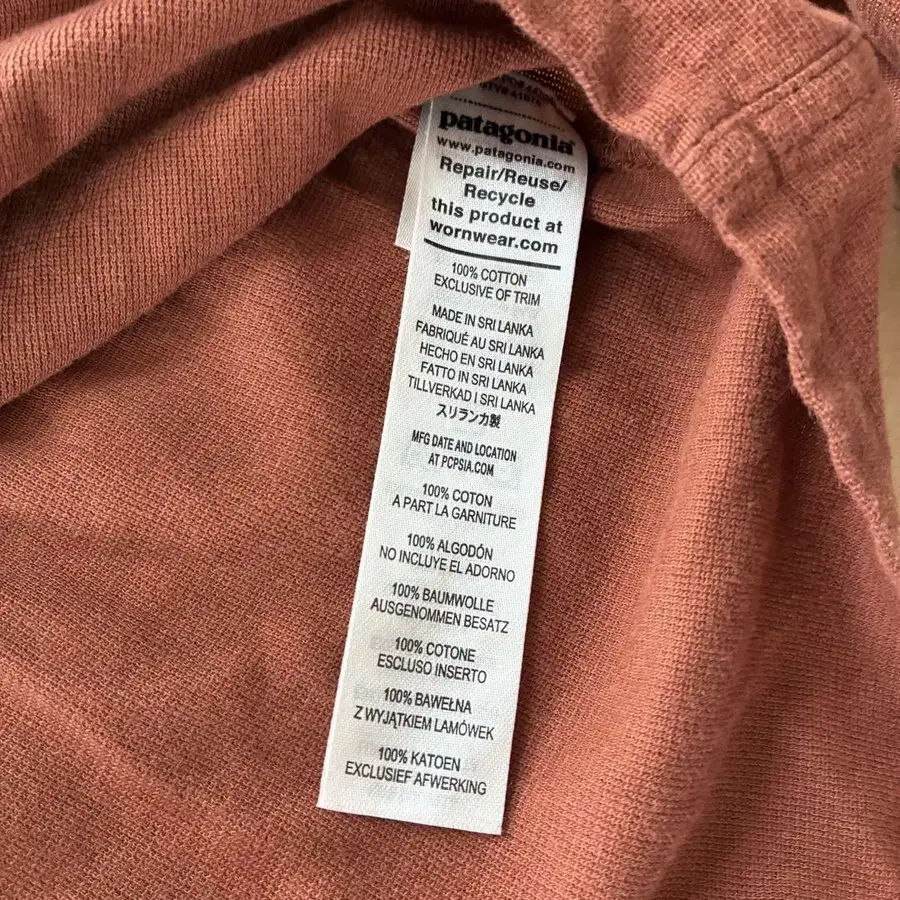 patagonia
www.patagonia.com
Repair/Reuse/
Recycle
this product at
wornwear.com
100% COTTON
EXCLUSIVE OF TRIM
MADE IN SRI LANKA
FABRIQUÉ AU SRI LANKA
HECHO EN SRI LANKA
FATTO IN SRI LANKA
TILLVERKAD I SRI LANKA
スリランカ製
MFG DATE AND LOCATION
AT PCPSIA.COM
100% COTON
A PART LA GARNITURE
100% ALGODÓN
NO INCLUYE EL ADORNO
100% BAUMWOLLE
AUSGENOMMEN BESATZ
100% COTONE
ESCLUSO INSERTO
100% BAWEŁNA
Z WYJĄTKIEM LAMÓWEK
100% KATOEN
EXCLUSIEF AFWERKING